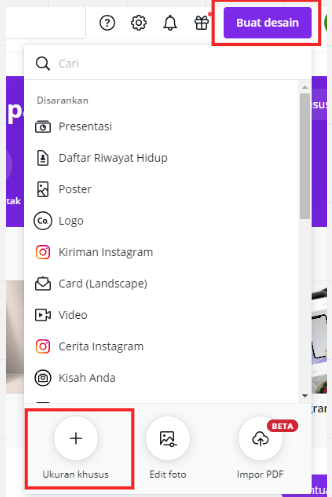 Buat desain
Cari
Disarankan
Presentasi
Daftar Riwayat Hidup
Poster
Co.
Logo
Kiriman Instagram
Card (Landscape)
Video
Cerita Instagram
Kisah Anda
BETA
Ukuran khusus
Edit foto
Impor PDF